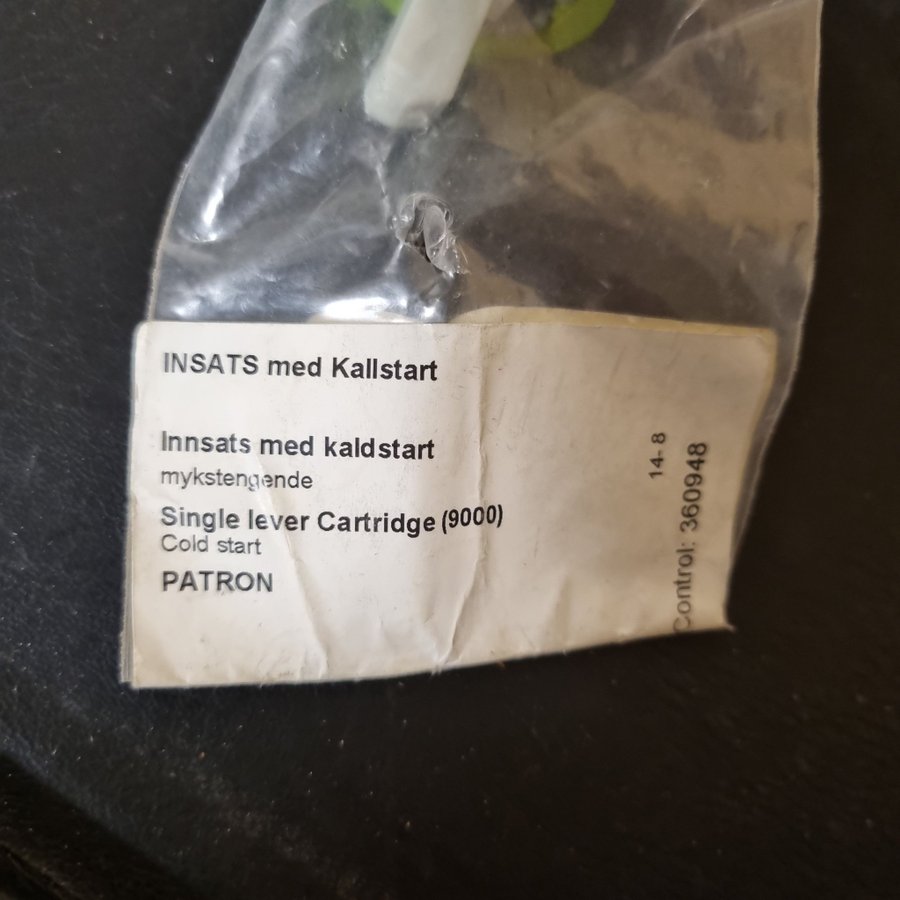 INSATS med Kallstart
Innsats med kaldstart
mykstengende
Single lever Cartridge (9000)
Cold start
PATRON
14- 8
Control: 360948